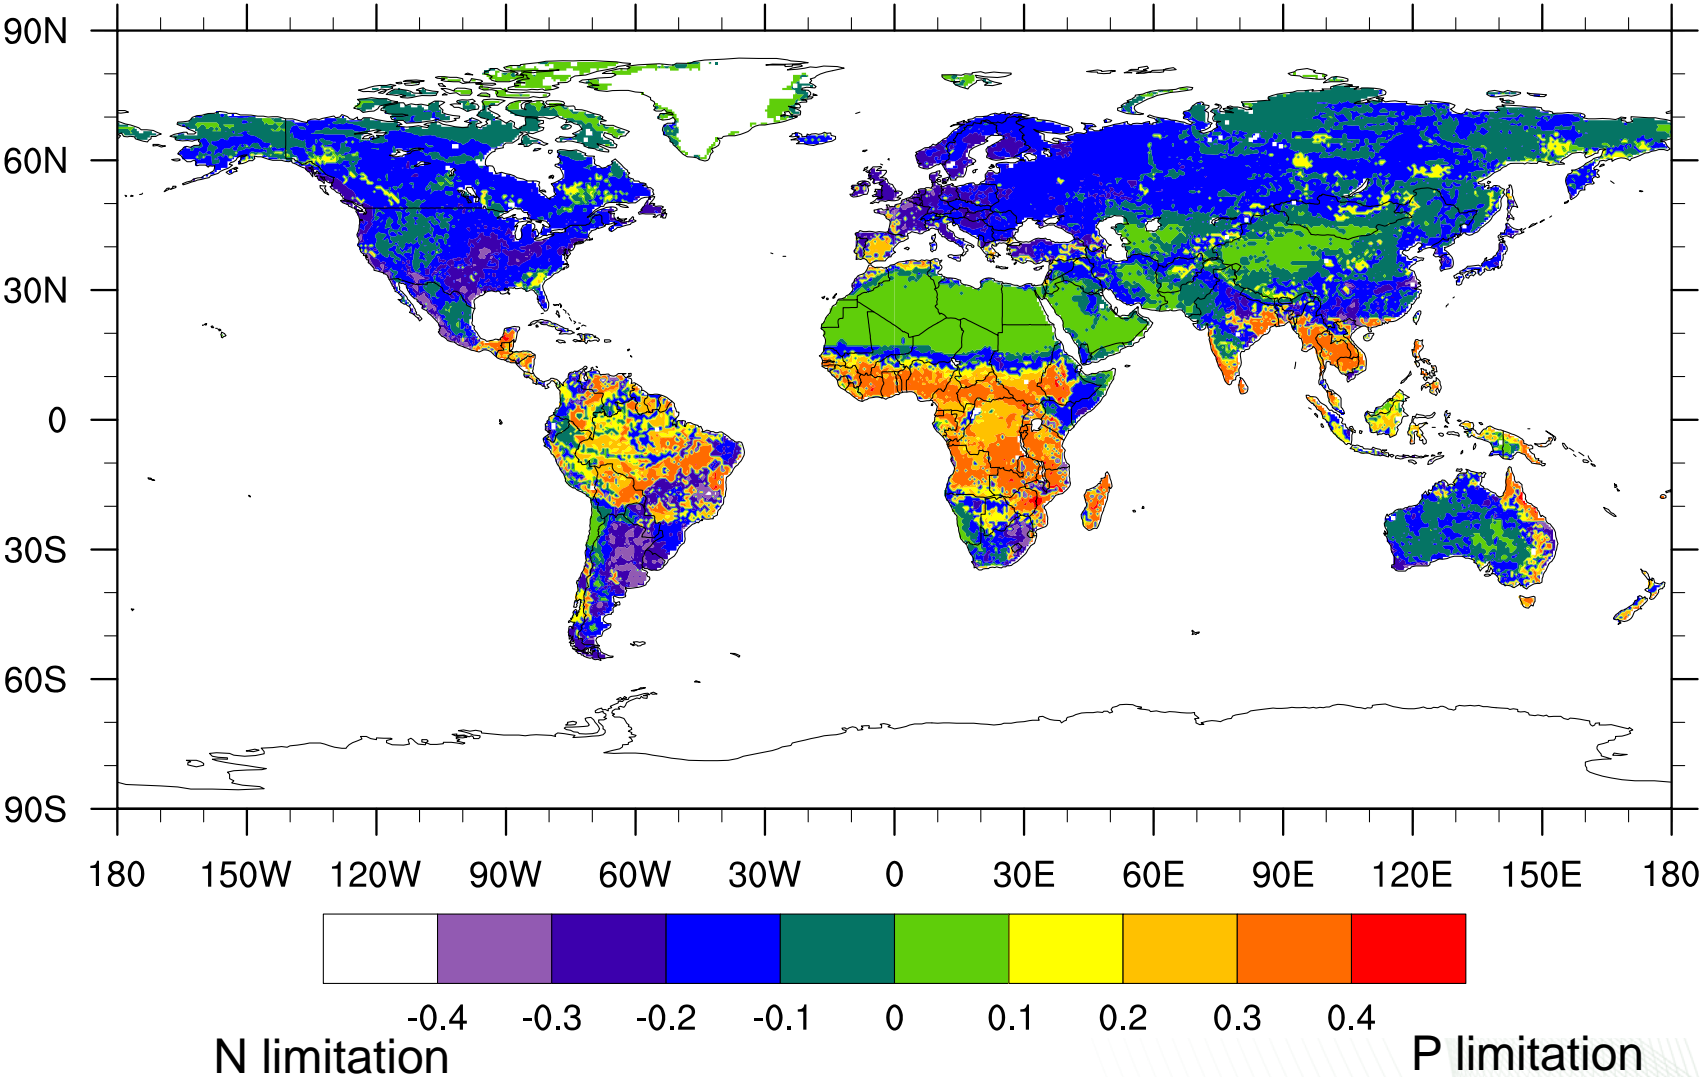 90N
60N
30N
0
30S
60S
90S
180 150W 120W 90W 60W 30W 0 30E 60E 90E 120E 150E 180
-0.4 -0.3 -0.2 -0.1 0 0.1 0.2 0.3 0.4
N limitation P limitation